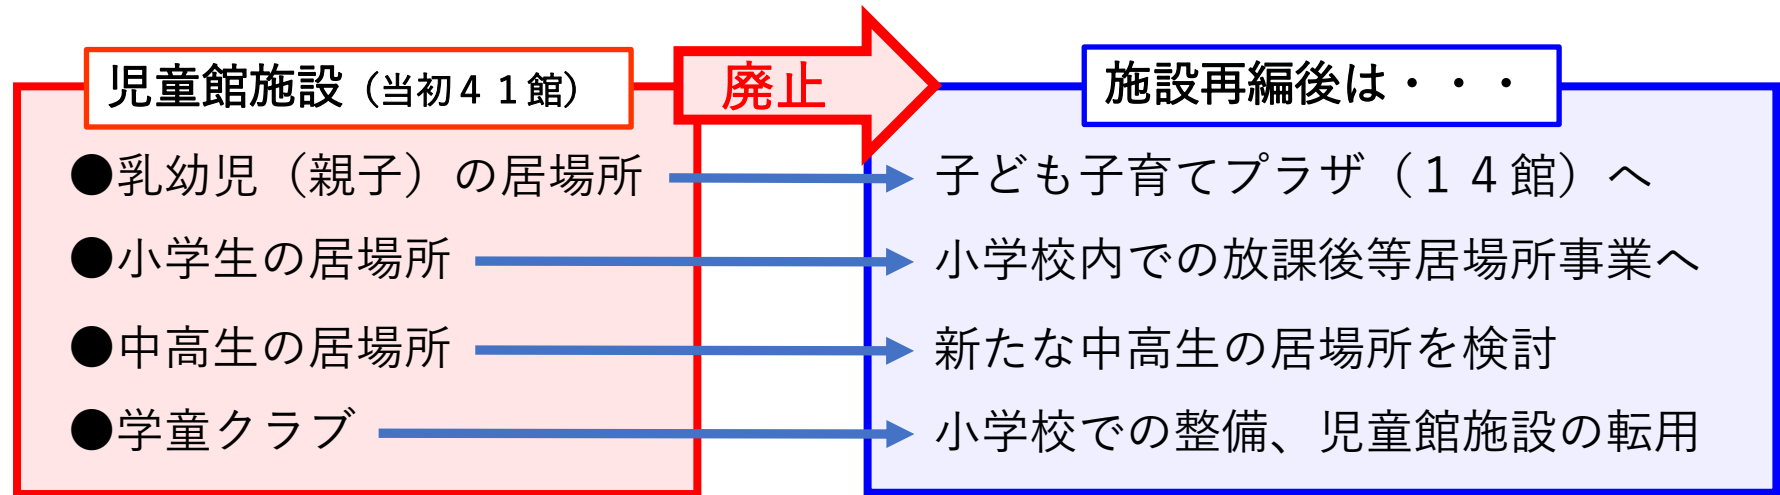 児童館施設（当初４１館）
廃止
施設再編後は・・・
●乳幼児（親子）の居場所
子ども子育てプラザ（１４館）へ
●小学生の居場所
小学校内での放課後等居場所事業へ
●中高生の居場所
新たな中高生の居場所を検討
●学童クラブ
小学校での整備、児童館施設の転用